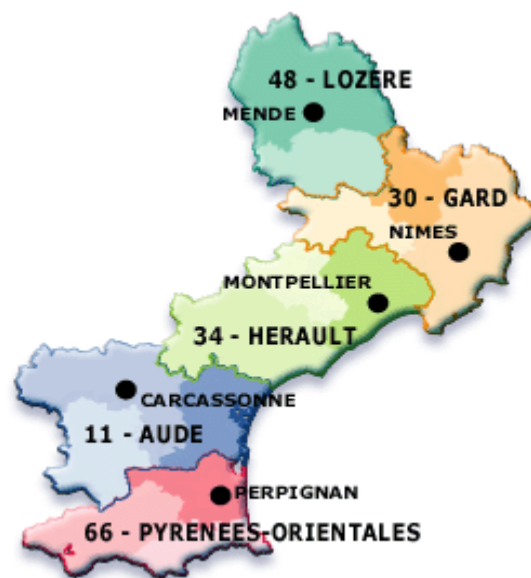 48 - LOZERE
MENDE
30 - GARD
NIMES
MONTPELLIER
34 - HERAULT
CARCASSONNE
11 - AUDE
PERPIGNAN
66 - PYRENEES-ORIENTALES